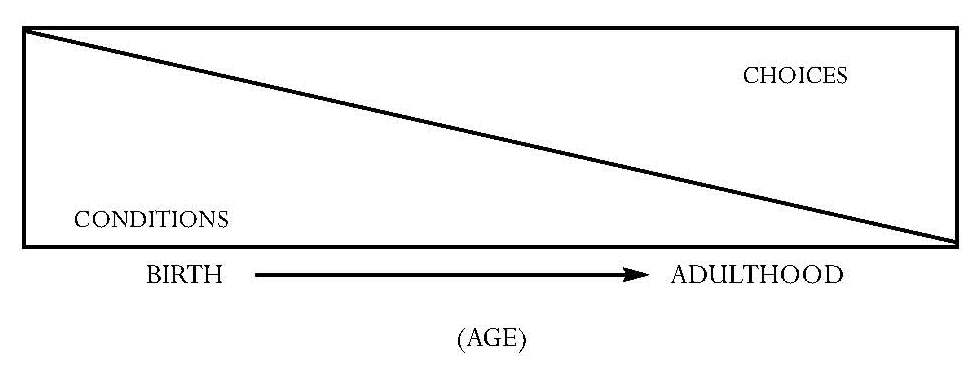 CHOICES
CONDITIONS
BIRTH ADULTHOOD
(AGE)